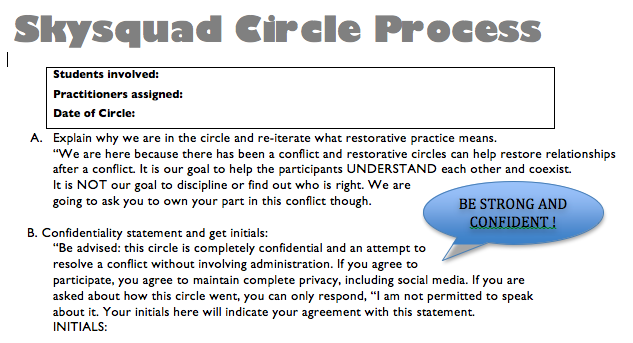 Skysquad Circle Process
Students involved:
Practitioners assigned:
Date of Circle:
A. Explain why we are in the circle and re-iterate what restorative practice means.
“We are here because there has been a conflict and restorative circles can help restore relationships
after a conflict. It is our goal to help the participants UNDERSTAND each other and coexist.
It is NOT our goal to discipline or find out who is right. We are
going to ask you to own your part in this conflict though.
BE STRONG AND
CONFIDENT !
B. Confidentiality statement and get initials:
“Be advised: this circle is completely confidential and an attempt to
resolve a conflict without involving administration. If you agree to
participate, you agree to maintain complete privacy, including social media. If you are
asked about how this circle went, you can only respond, “I am not permitted to speak
about it. Your initials here will indicate your agreement with this statement.
INITIALS: